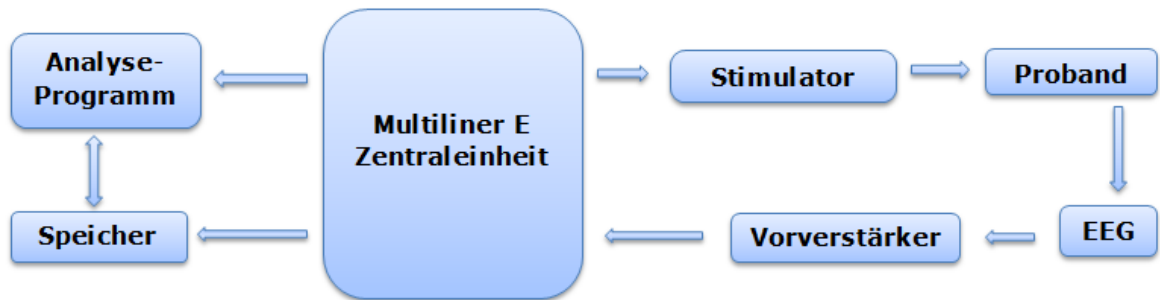 Analyse-
Programm
Multiliner E
Zentraleinheit
Stimulator
Proband
Speicher
Vorverstärker
EEG